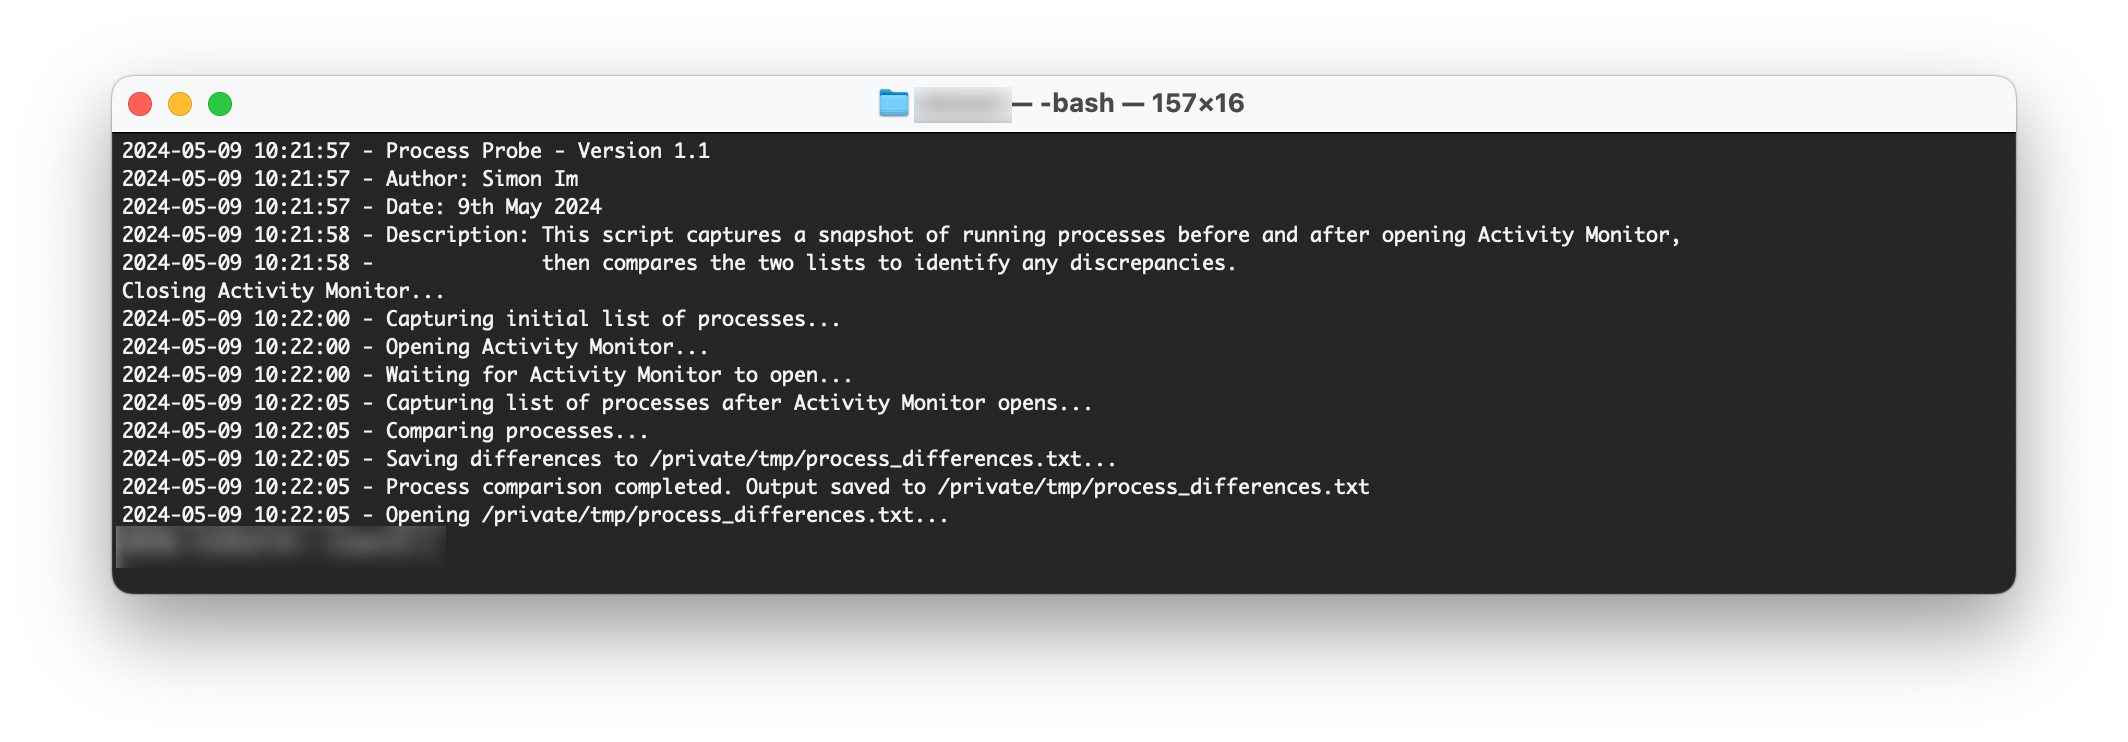 — -bash — 157×16
2024-05-09 10:21:57 - Process Probe - Version 1.1
2024-05-09 10:21:57 - Author: Simon Im
2024-05-09 10:21:57 - Date: 9th May 2024
2024-05-09 10:21:58 - Description: This script captures a snapshot of running processes before and after opening Activity Monitor,
2024-05-09 10:21:58 -              then compares the two lists to identify any discrepancies.
Closing Activity Monitor...
2024-05-09 10:22:00 - Capturing initial list of processes...
2024-05-09 10:22:00 - Opening Activity Monitor...
2024-05-09 10:22:00 - Waiting for Activity Monitor to open...
2024-05-09 10:22:05 - Capturing list of processes after Activity Monitor opens...
2024-05-09 10:22:05 - Comparing processes...
2024-05-09 10:22:05 - Saving differences to /private/tmp/process_differences.txt...
2024-05-09 10:22:05 - Process comparison completed. Output saved to /private/tmp/process_differences.txt
2024-05-09 10:22:05 - Opening /private/tmp/process_differences.txt...